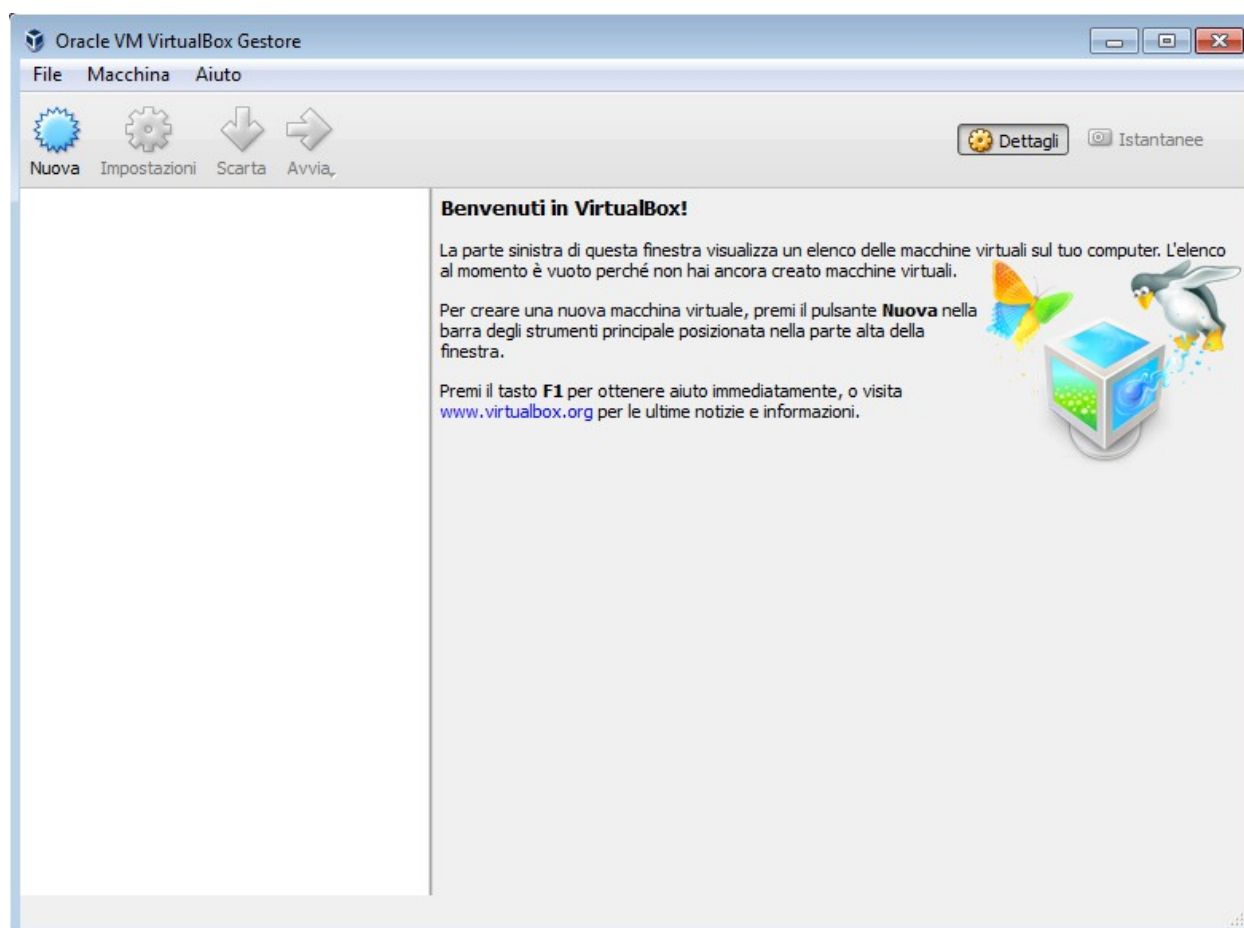 Oracle VM VirtualBox Gestore
File Macchina Aiuto
Nuova Impostazioni Scarta Avvia
Dettagli Istantanee
Benvenuti in VirtualBox!
La parte sinistra di questa finestra visualizza un elenco delle macchine virtuali sul tuo computer. L'elenco
al momento è vuoto perché non hai ancora creato macchine virtuali.
Per creare una nuova macchina virtuale, premi il pulsante Nuova nella
barra degli strumenti principale posizionata nella parte alta della
finestra.
Premi il tasto F1 per ottenere aiuto immediatamente, o visita
www.virtualbox.org per le ultime notizie e informazioni.